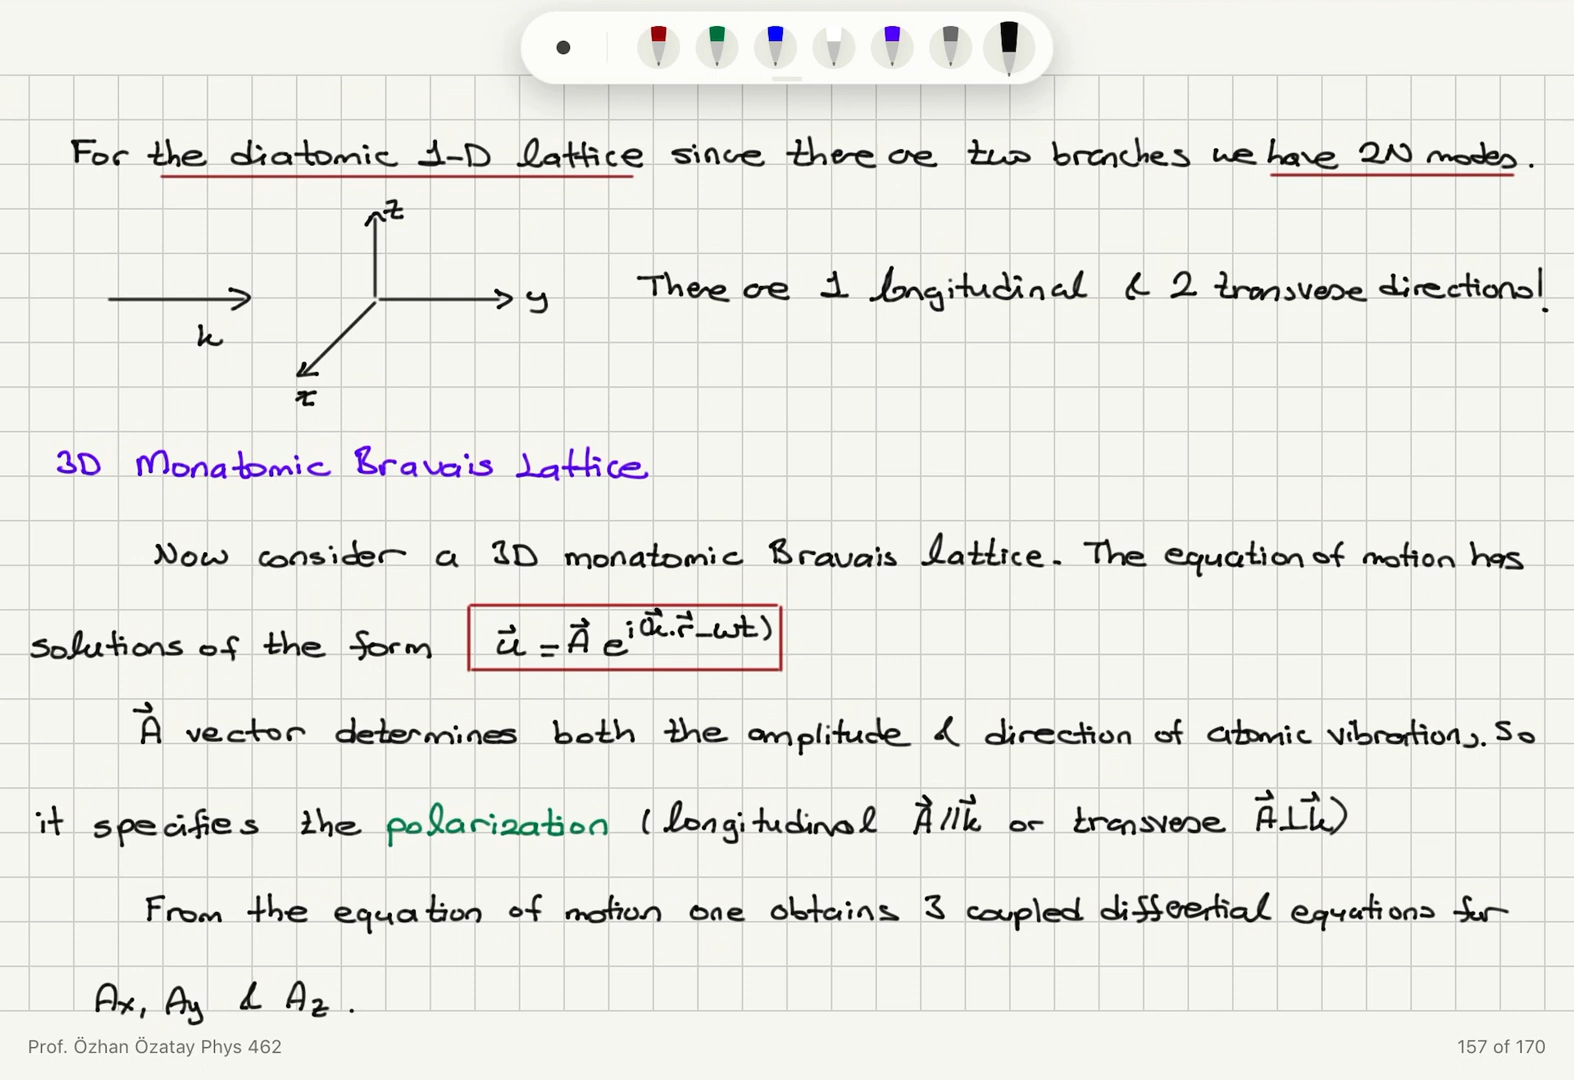 For the diatomic 1-D lattice since there are two branches we have 2N modes.
z
y
k
x
There are 1 longitudinal & 2 transverse directions!
3D Monatomic Bravais Lattice
Now consider a 3D monatomic Bravais lattice. The equation of motion has
solutions of the form u⃗ = A⃗ e^{i(k⃗.r⃗-ωt)}
A⃗ vector determines both the amplitude & direction of atomic vibrations. So
it specifies the polarization (longitudinal A⃗//k⃗ or transverse A⃗⊥k⃗)
From the equation of motion one obtains 3 coupled differential equations for
Ax, Ay & Az.
Prof. Özhan Özatay Phys 462
157 of 170